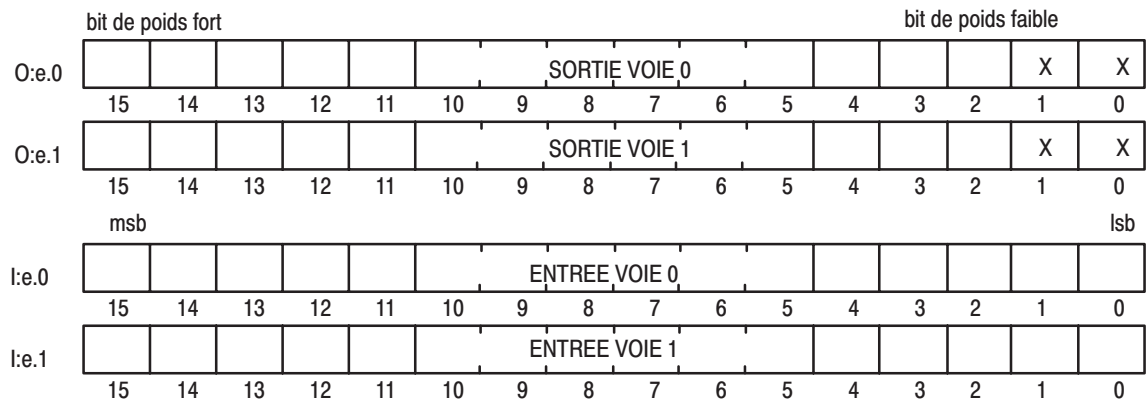 bit de poids fort bit de poids faible
O:e.0 SORTIE VOIE 0 X X
15 14 13 12 11 10 9 8 7 6 5 4 3 2 1 0
O:e.1 SORTIE VOIE 1 X X
15 14 13 12 11 10 9 8 7 6 5 4 3 2 1 0
msb lsb
I:e.0 ENTREE VOIE 0
15 14 13 12 11 10 9 8 7 6 5 4 3 2 1 0
I:e.1 ENTREE VOIE 1
15 14 13 12 11 10 9 8 7 6 5 4 3 2 1 0